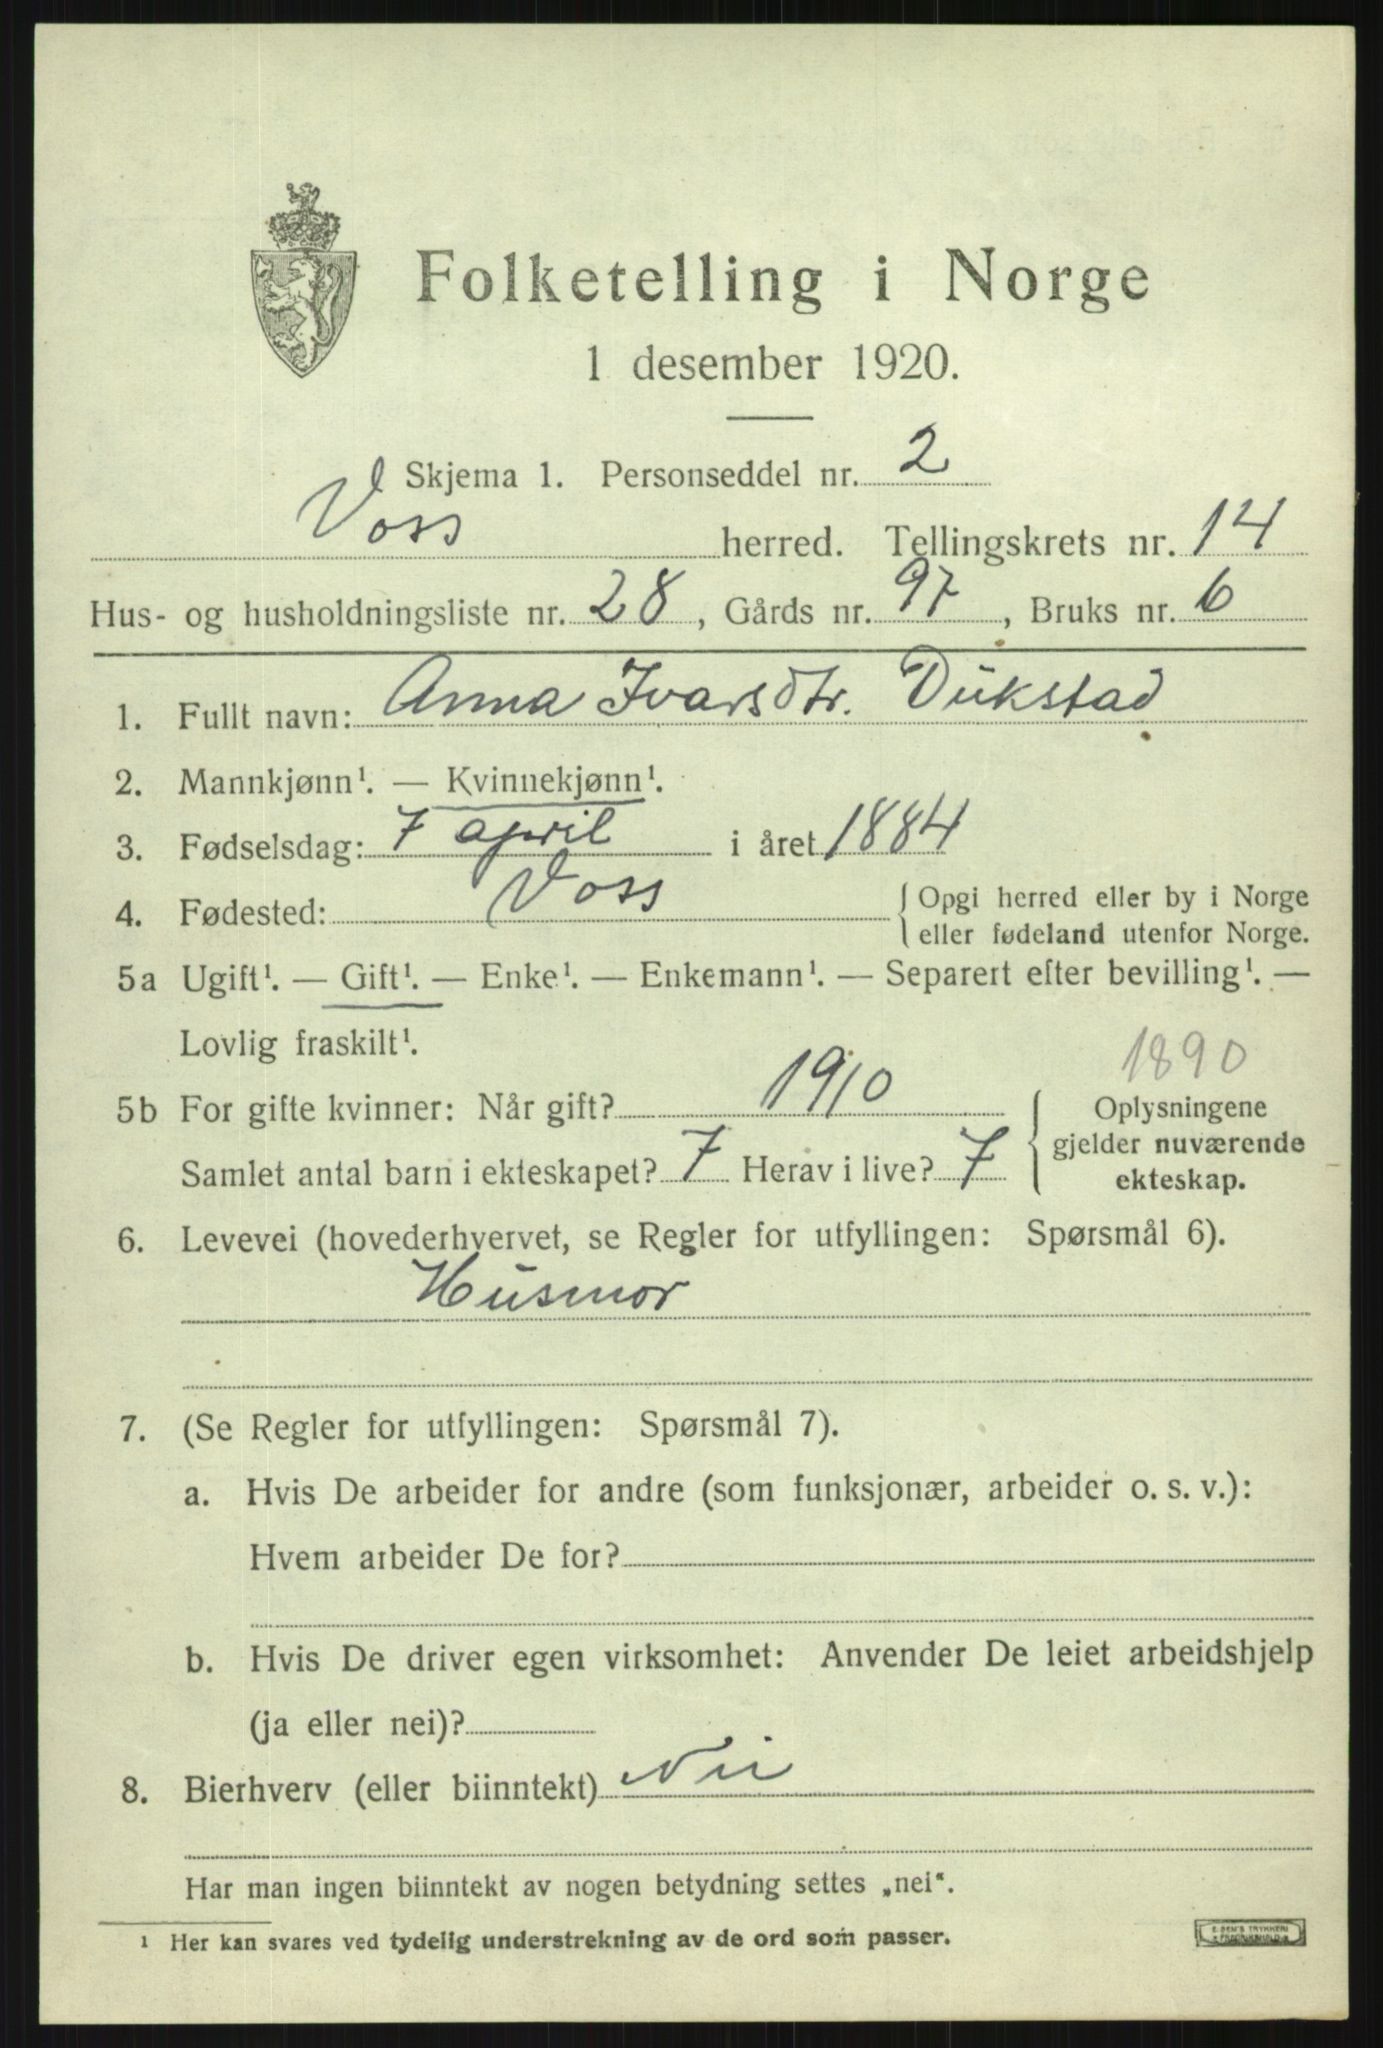 Folketelling i Norge
1 desember 1920.
Skjema 1. Personseddel nr. 2
Voss herred. Tellingskrets nr. 14
Hus- og husholdningsliste nr. 28, Gårds nr. 97, Bruks nr. 6
1. Fullt navn: Anna Ivarsdtr. Dükstad
2. Mannkjønn¹. — Kvinnekjønn¹.
3. Fødselsdag: 7 april i året 1884
4. Fødested: Voss { Opgi herred eller by i Norge
eller fødeland utenfor Norge.
5a Ugift¹. — Gift¹. — Enke¹. — Enkemann¹. — Separert efter bevilling¹. —
Lovlig fraskilt¹.
1890
5b For gifte kvinner: Når gift? 1910
Samlet antal barn i ekteskapet? 7 Herav i live? 7
{ Oplysningene
gjelder nuværende
ekteskap.
6. Levevei (hovederhvervet, se Regler for utfyllingen: Spørsmål 6).
Hüsmor
7. (Se Regler for utfyllingen: Spørsmål 7).
a. Hvis De arbeider for andre (som funksjonær, arbeider o. s. v.):
Hvem arbeider De for?
b. Hvis De driver egen virksomhet: Anvender De leiet arbeidshjelp
(ja eller nei)?
8. Bierhverv (eller biinntekt) Nei
Har man ingen biinntekt av nogen betydning settes „nei“.
¹ Her kan svares ved tydelig understrekning av de ord som passer.